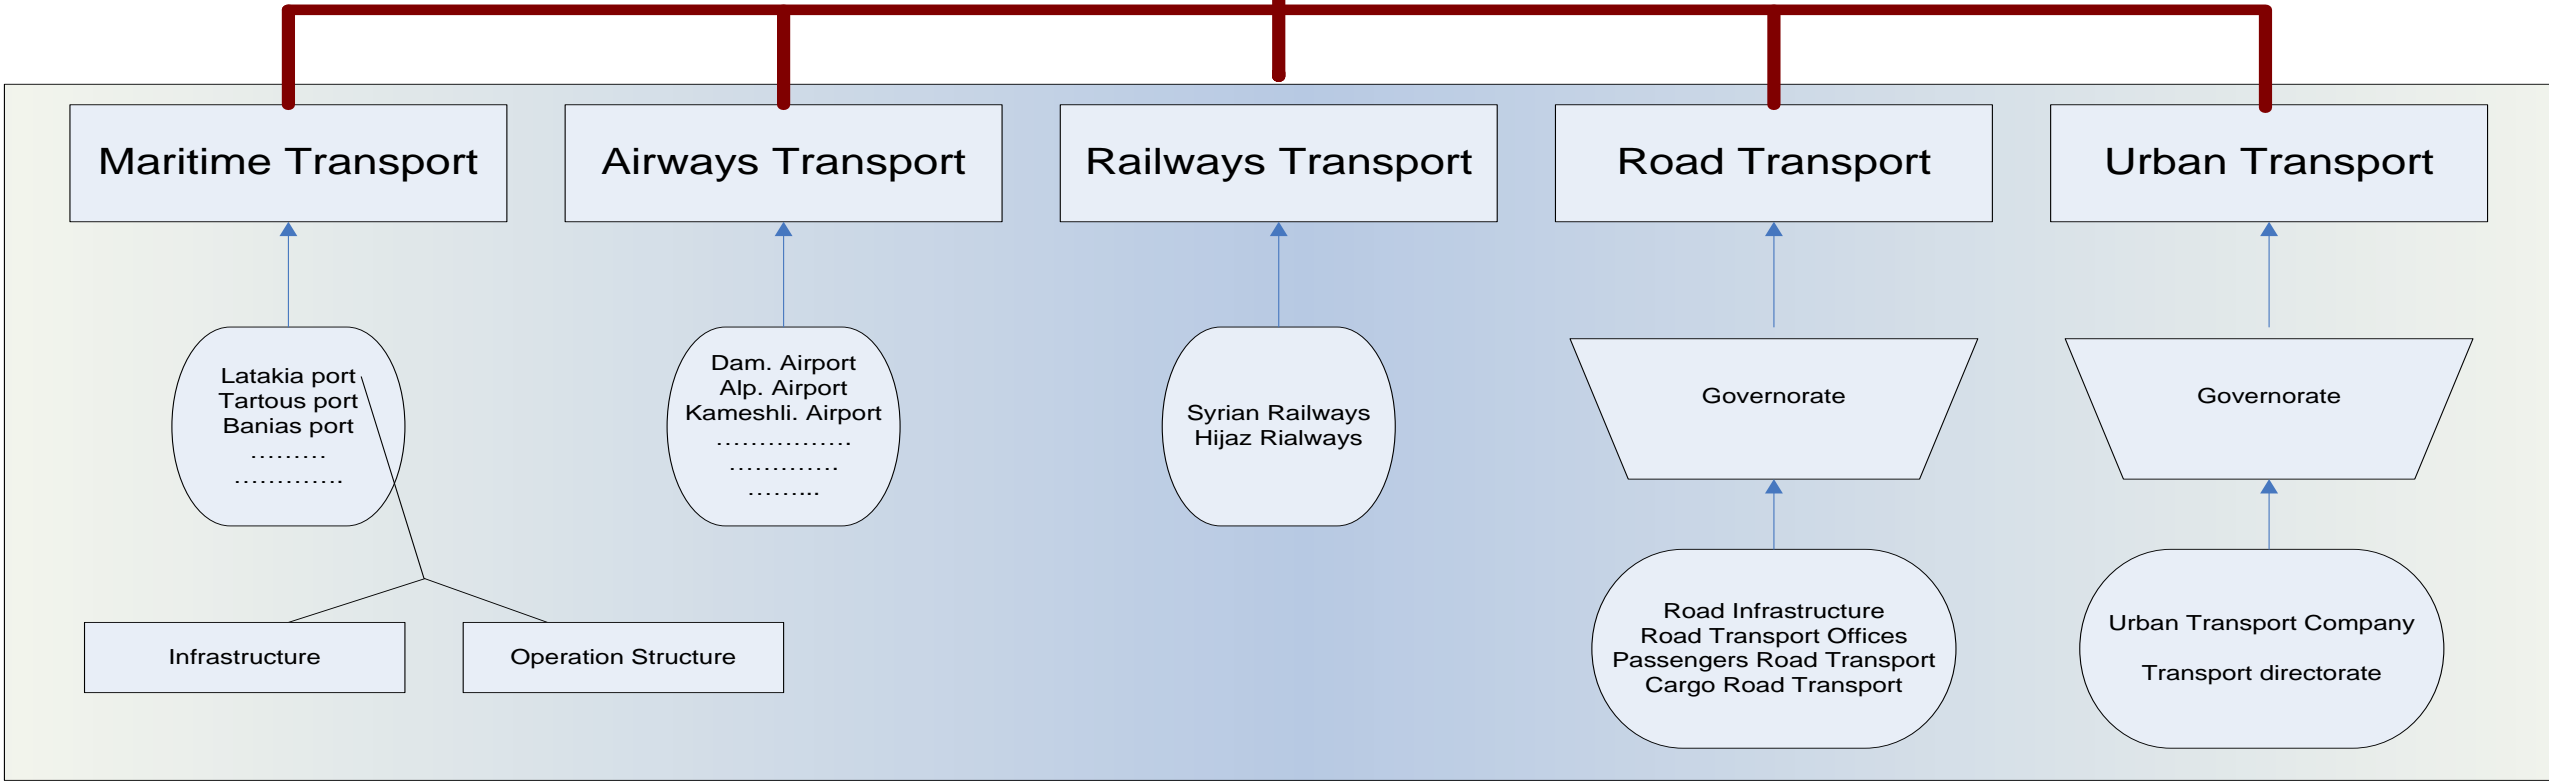 Maritime Transport
Airways Transport
Railways Transport
Road Transport
Urban Transport
Latakia port
Tartous port
Banias port
………
………….
Dam. Airport
Alp. Airport
Kameshli. Airport
…………….
………….
……...
Syrian Railways
Hijaz Rialways
Governorate
Governorate
Infrastructure
Operation Structure
Road Infrastructure
Road Transport Offices
Passengers Road Transport
Cargo Road Transport
Urban Transport Company
Transport directorate